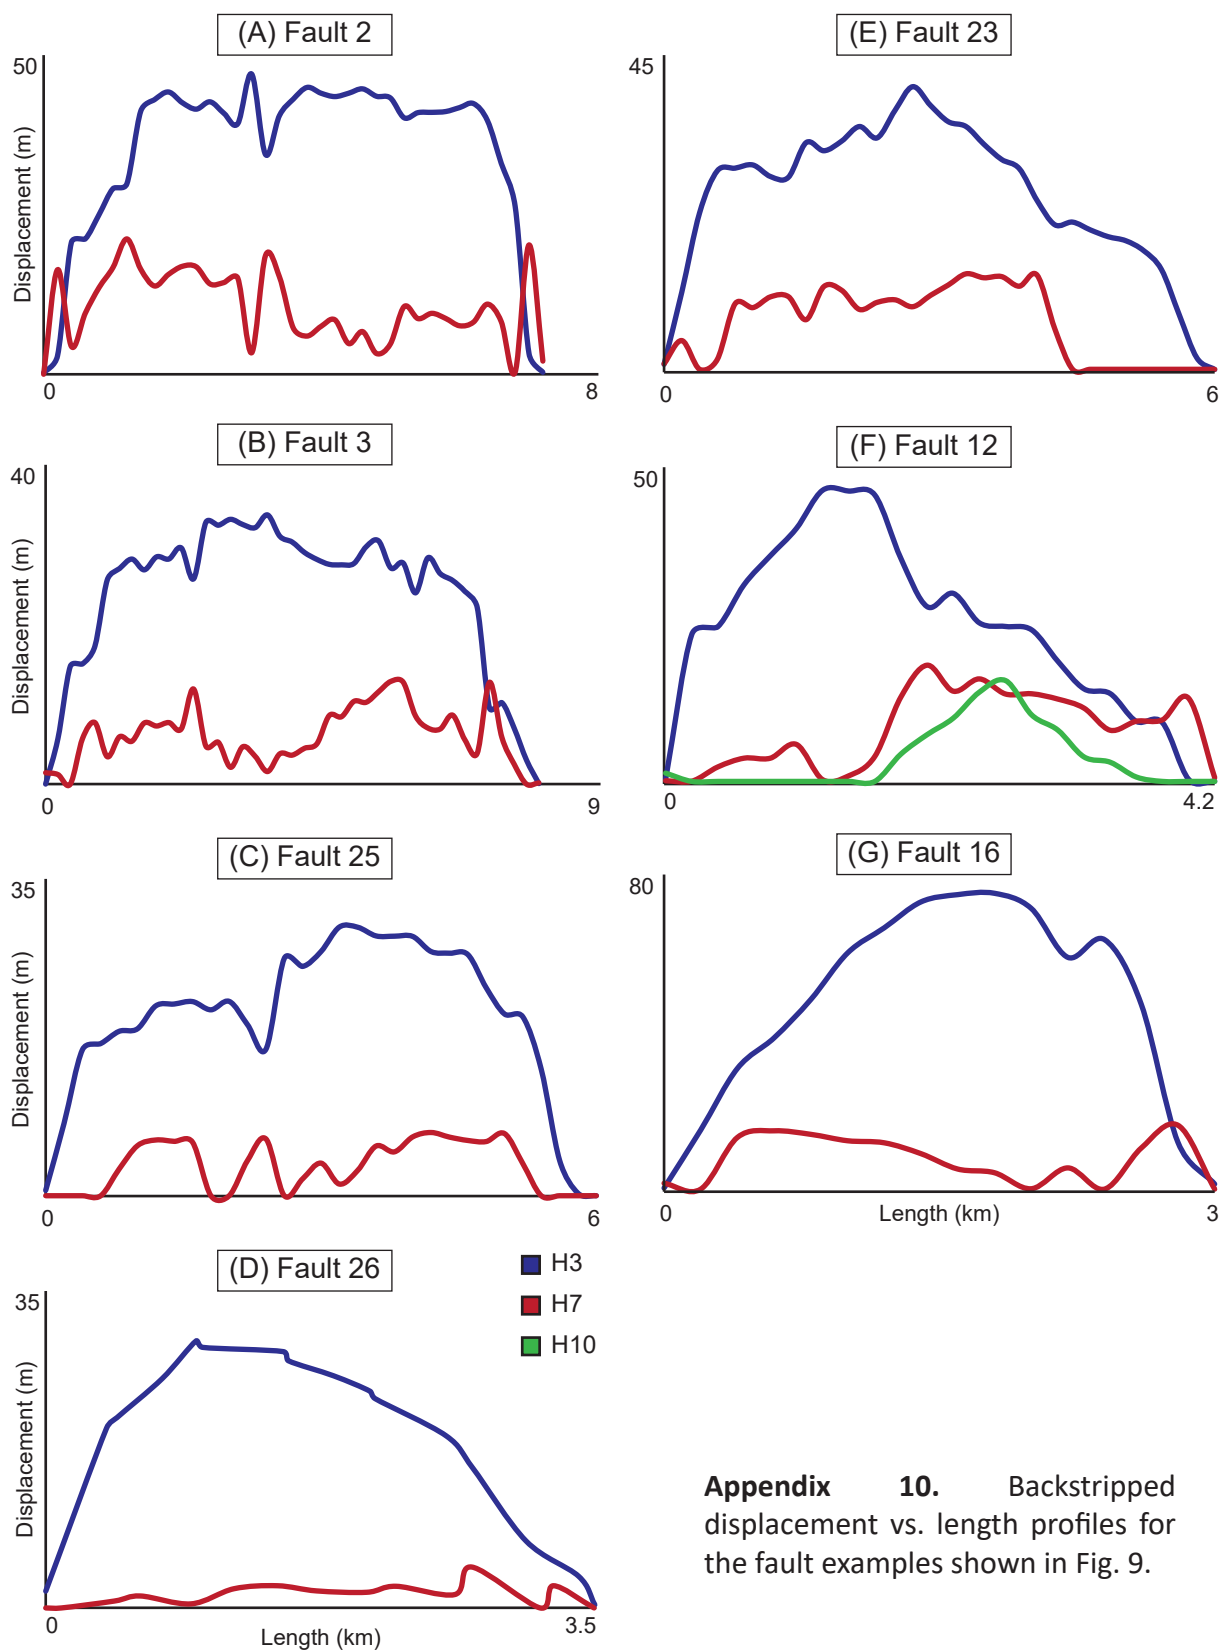 (A) Fault 2
50
Displacement (m)
0
8
(B) Fault 3
40
Displacement (m)
0
9
(C) Fault 25
35
Displacement (m)
0
6
(D) Fault 26
35
Displacement (m)
0
3.5
Length (km)
H3
H7
H10
(E) Fault 23
45
0
6
(F) Fault 12
50
0
4.2
(G) Fault 16
80
0
Length (km)
3
Appendix 10. Backstripped
displacement vs. length profiles for
the fault examples shown in Fig. 9.